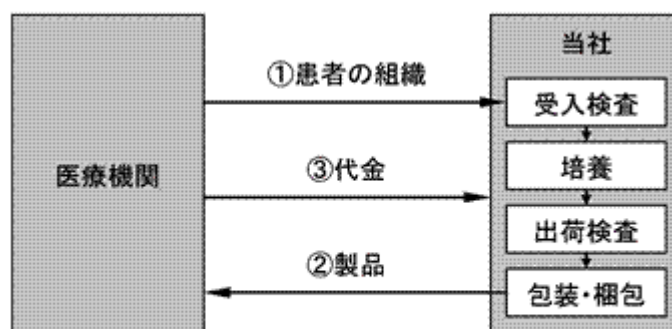 当社
①患者の組織
受入検査
医療機関
③代金
培養
出荷検査
②製品
包装・梱包